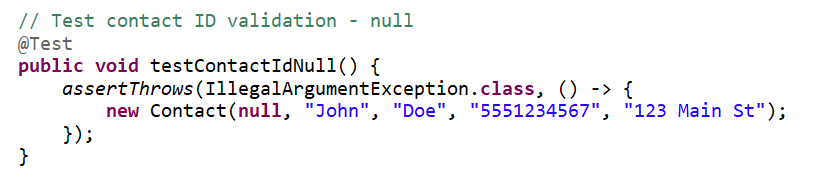 // Test contact ID validation - null
@Test
public void testContactIdNull() {
    assertThrows(IllegalArgumentException.class, () -> {
        new Contact(null, "John", "Doe", "5551234567", "123 Main St");
    });
}